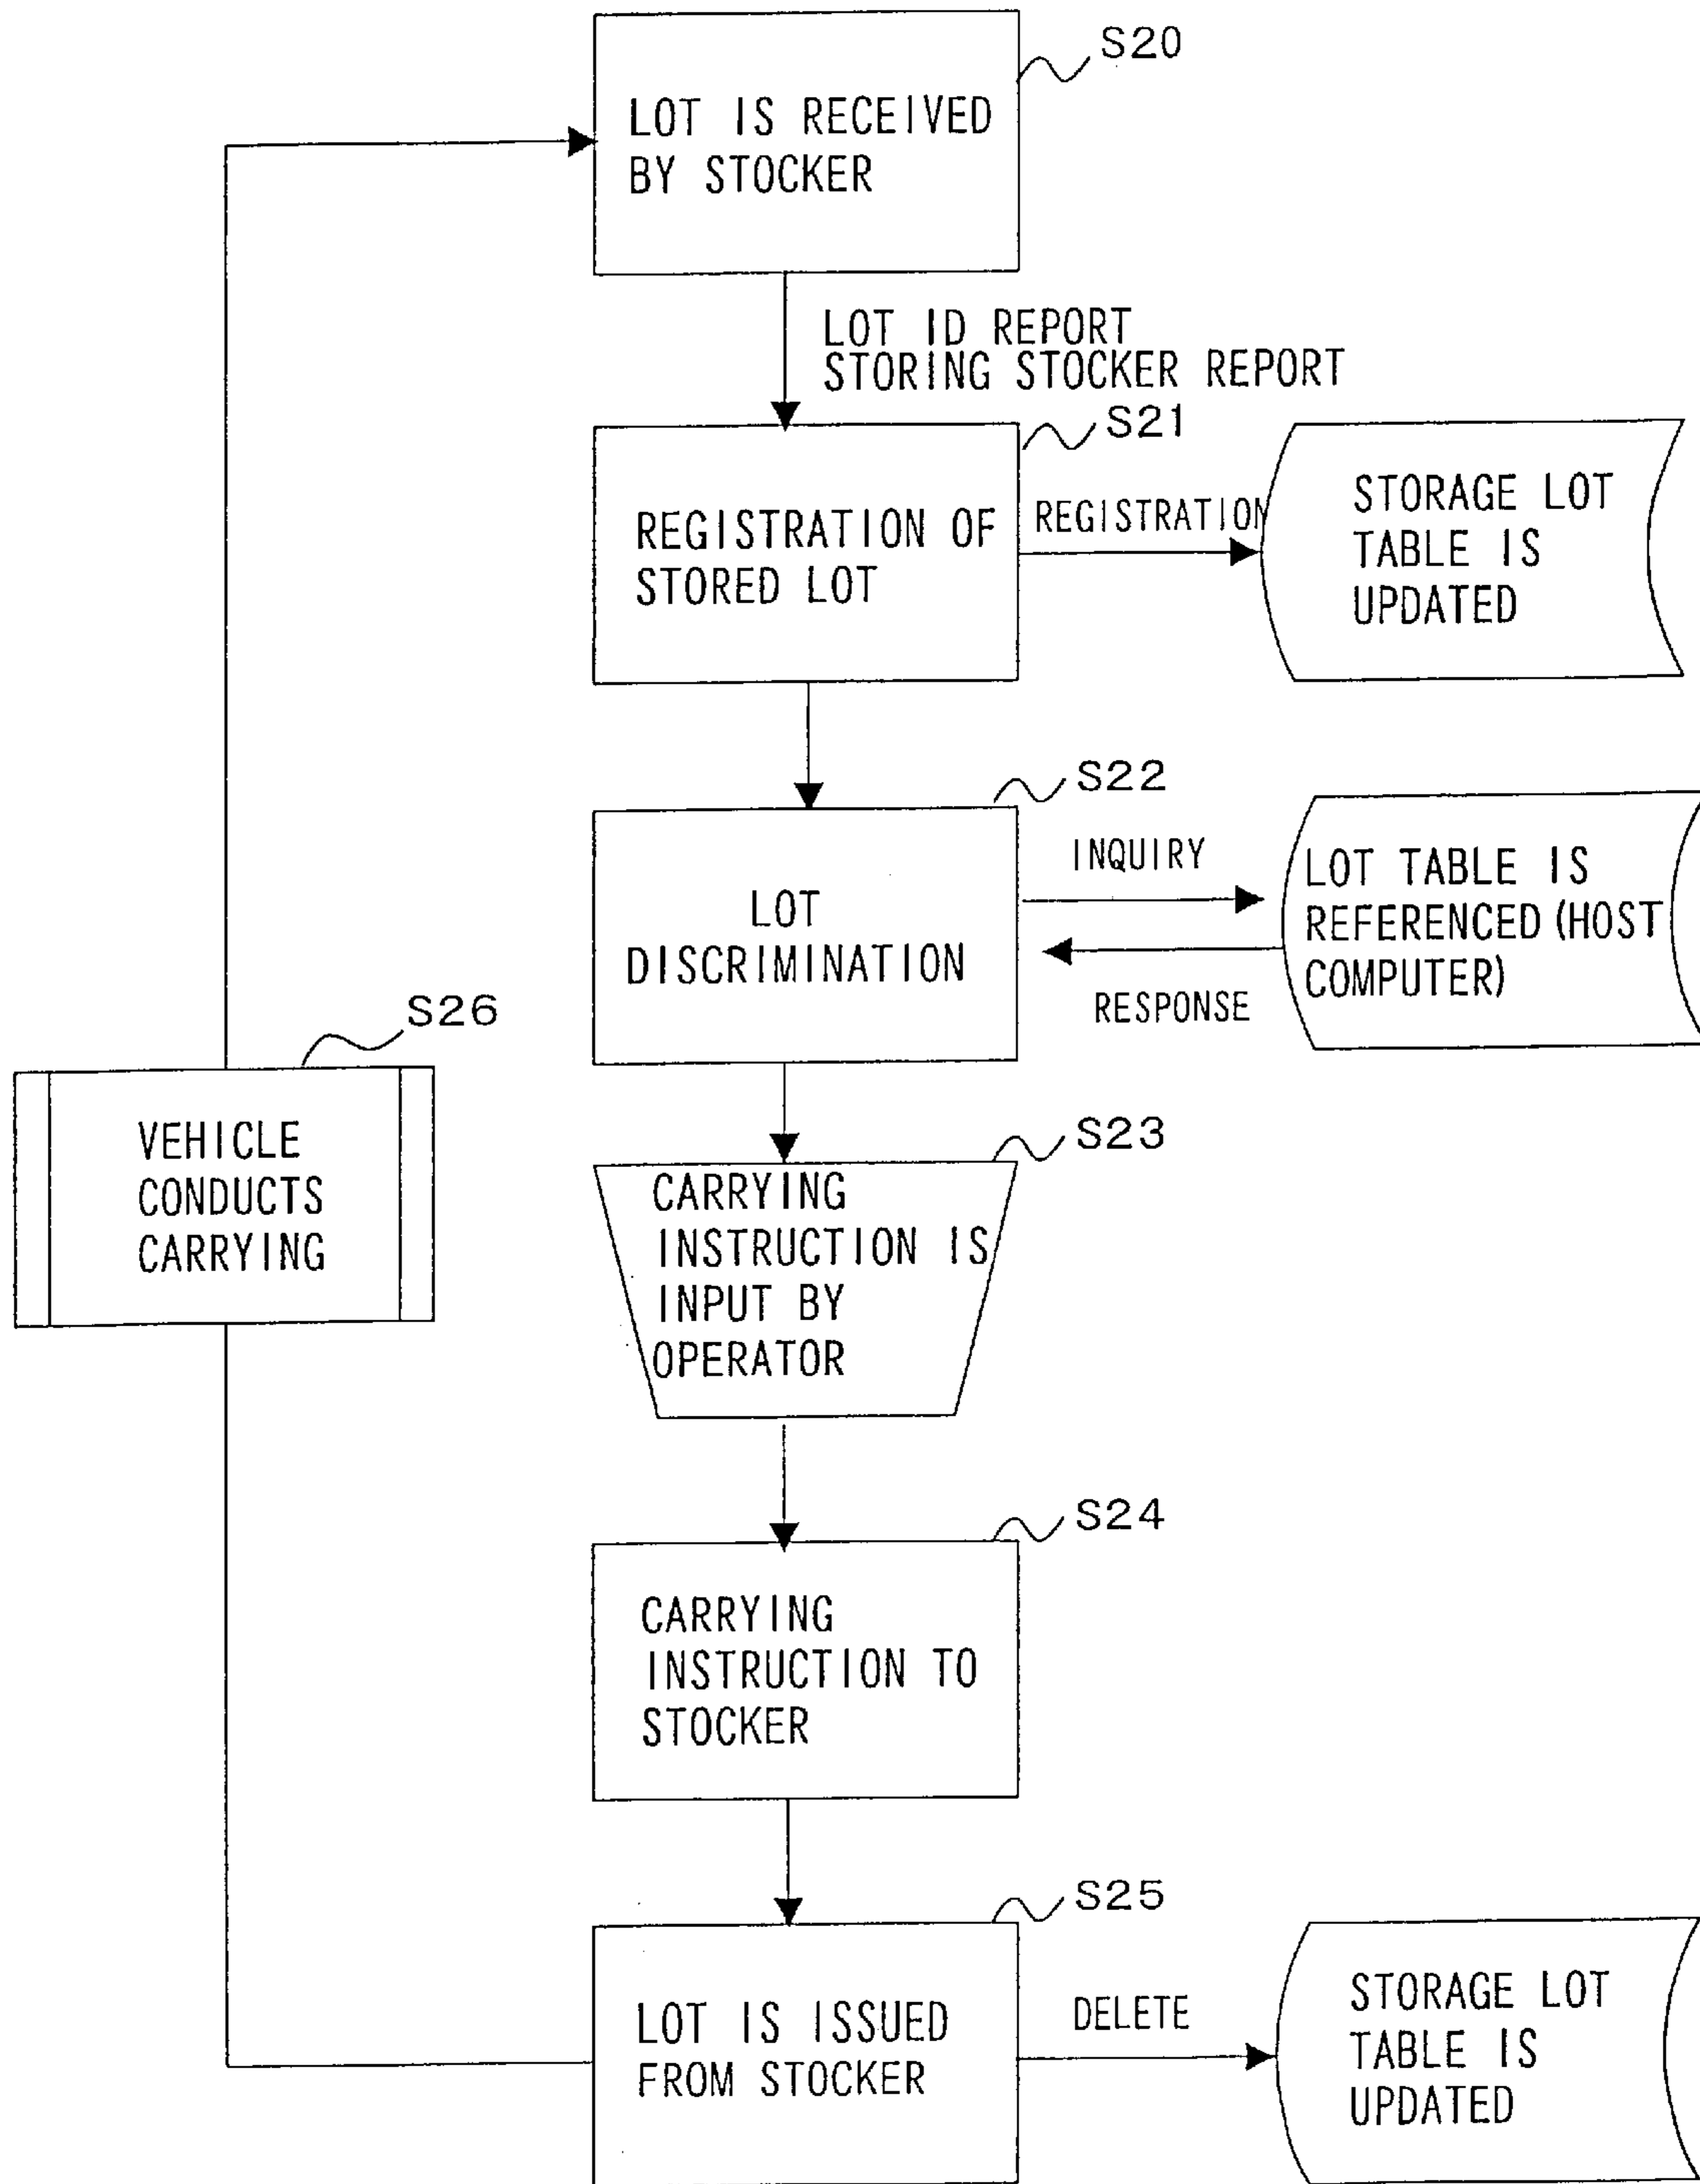 S20
LOT IS RECEIVED
BY STOCKER
LOT ID REPORT
STORING STOCKER REPORT
S21
REGISTRATION OF
STORED LOT
REGISTRATION
STORAGE LOT
TABLE IS
UPDATED
S22
LOT
DISCRIMINATION
INQUIRY
RESPONSE
LOT TABLE IS
REFERENCED (HOST
COMPUTER)
S26
VEHICLE
CONDUCTS
CARRYING
S23
CARRYING
INSTRUCTION IS
INPUT BY
OPERATOR
S24
CARRYING
INSTRUCTION TO
STOCKER
S25
LOT IS ISSUED
FROM STOCKER
DELETE
STORAGE LOT
TABLE IS
UPDATED